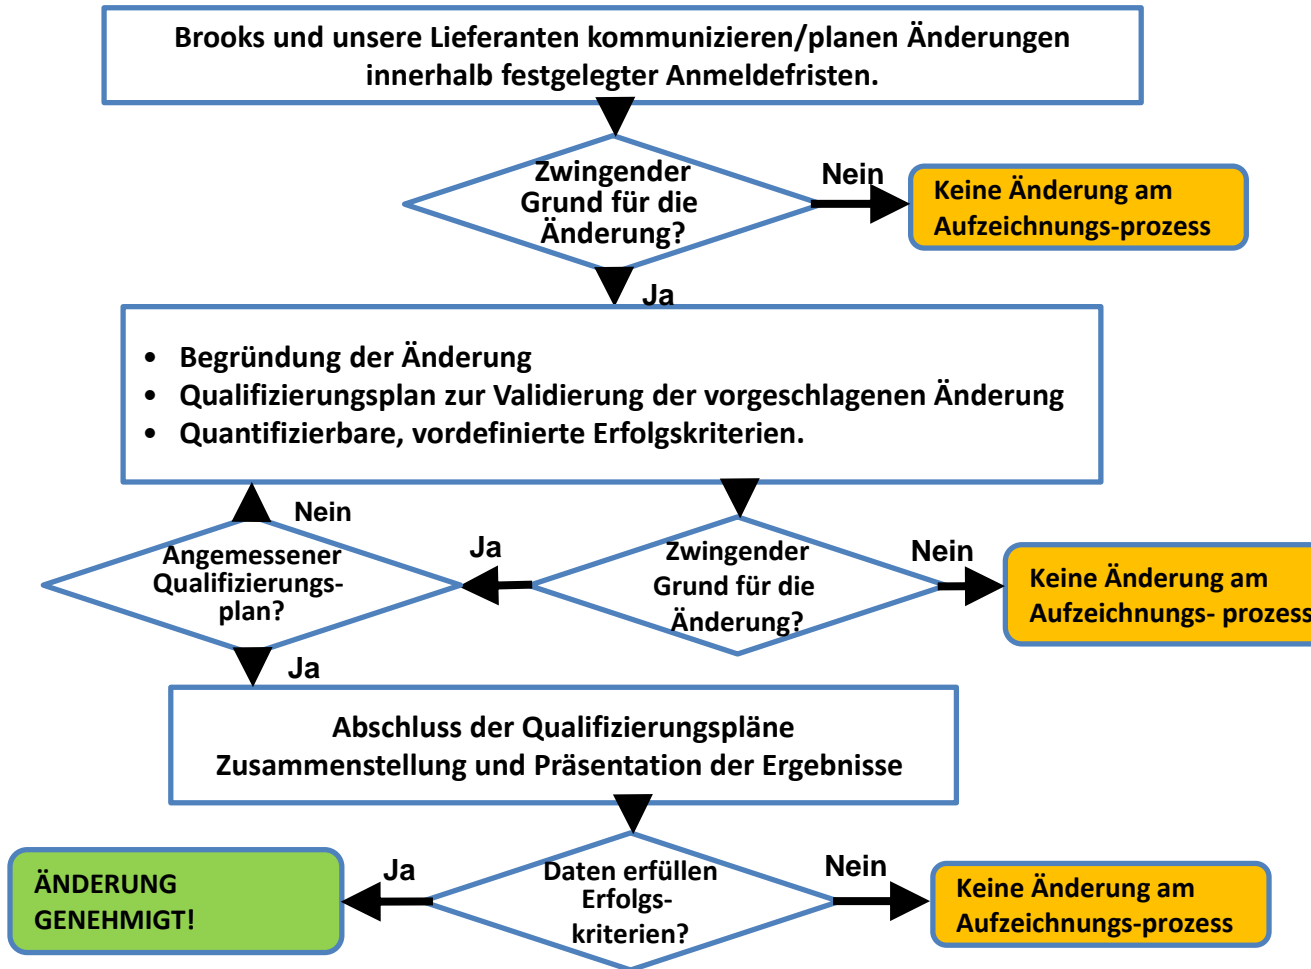 Brooks und unsere Lieferanten kommunizieren/planen Änderungen
innerhalb festgelegter Anmeldefristen.
Zwingender
Grund für die
Änderung?
Nein
Keine Änderung am
Aufzeichnungs-prozess
Ja
• Begründung der Änderung
• Qualifizierungsplan zur Validierung der vorgeschlagenen Änderung
• Quantifizierbare, vordefinierte Erfolgskriterien.
Nein
Angemessener
Qualifizierungs-
plan?
Ja
Zwingender
Grund für die
Änderung?
Nein
Keine Änderung am
Aufzeichnungs- prozess
Ja
Abschluss der Qualifizierungspläne
Zusammenstellung und Präsentation der Ergebnisse
ÄNDERUNG
GENEHMIGT!
Ja
Daten erfüllen
Erfolgs-
kriterien?
Nein
Keine Änderung am
Aufzeichnungs-prozess